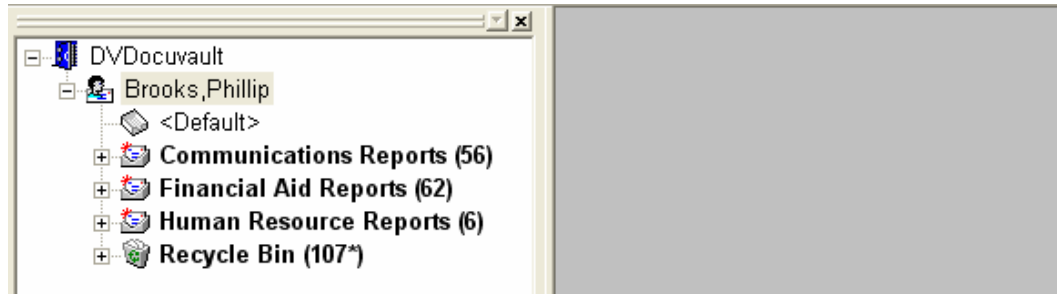 DVDocuvault
Brooks,Phillip
<Default>
Communications Reports (56)
Financial Aid Reports (62)
Human Resource Reports (6)
Recycle Bin (107*)